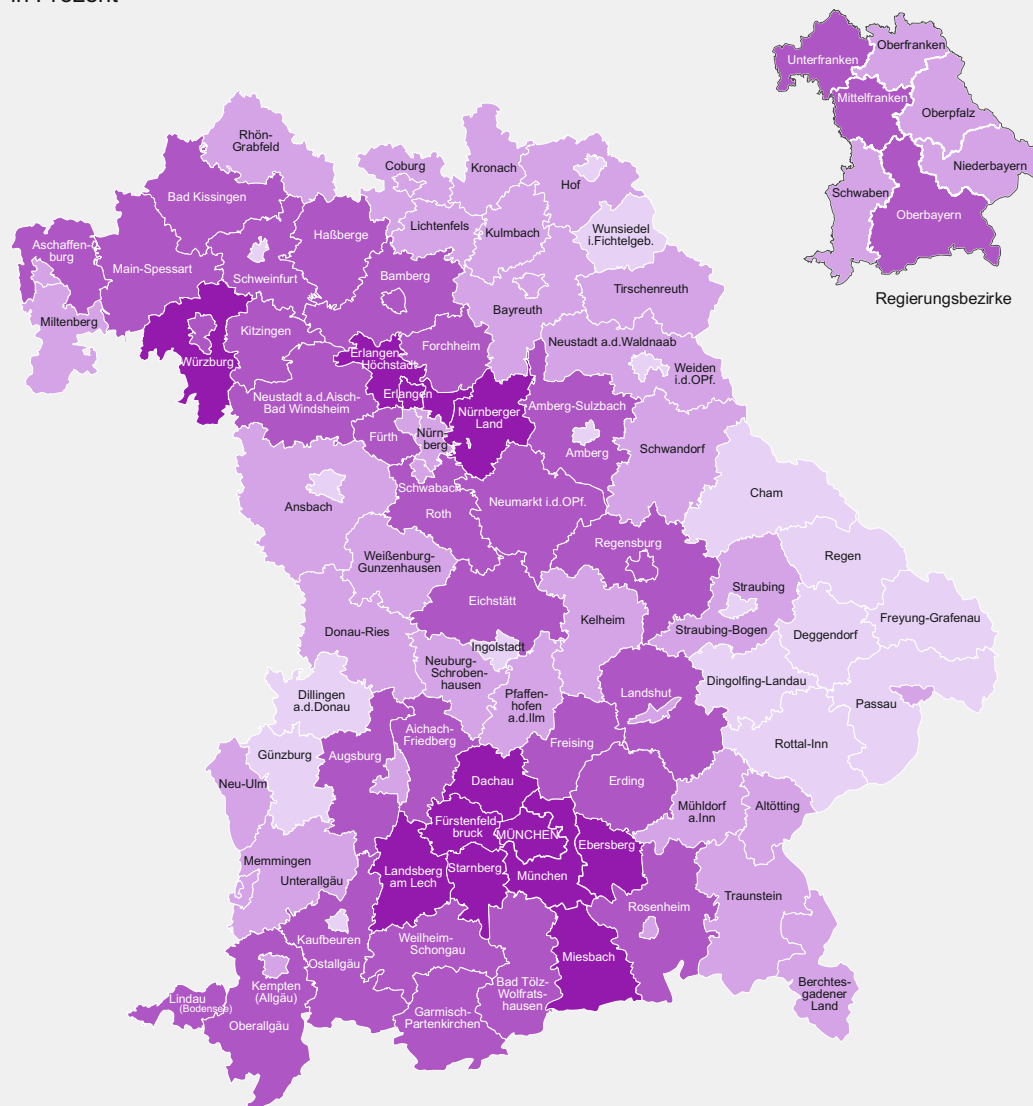 in Prozent
Unterfranken
Oberfranken
Mittelfranken
Oberpfalz
Niederbayern
Schwaben
Oberbayern
Regierungsbezirke
Rhön-
Grabfeld
Coburg
Kronach
Hof
Bad Kissingen
Lichtenfels
Kulmbach
Wunsiedel
i.Fichtelgeb.
Aschaffen-
burg
Haßberge
Main-Spessart
Schweinfurt
Bamberg
Tirschenreuth
Bayreuth
Miltenberg
Kitzingen
Forchheim
Neustadt a.d.Waldnaab
Würzburg
Erlangen-
Höchstadt
Weiden
i.d.OPf.
Erlangen
Neustadt a.d.Aisch-
Bad Windsheim
Nürnberger
Land
Amberg-Sulzbach
Fürth
Nürn-
berg
Amberg
Schwandorf
Ansbach
Schwabach
Roth
Neumarkt i.d.OPf.
Cham
Weißenburg-
Gunzenhausen
Regensburg
Regen
Straubing
Eichstätt
Kelheim
Freyung-Grafenau
Donau-Ries
Straubing-Bogen
Deggendorf
Ingolstadt
Neuburg-
Schroben-
hausen
Dingolfing-Landau
Dillingen
a.d.Donau
Pfaffen-
hofen
a.d.Ilm
Landshut
Passau
Aichach-
Friedberg
Freising
Rottal-Inn
Günzburg
Augsburg
Neu-Ulm
Dachau
Erding
Mühldorf
a.Inn
Altötting
Fürstenfeld
bruck
MÜNCHEN
Ebersberg
Memmingen
Unterallgäu
Landsberg
am Lech
Starnberg
München
Traunstein
Rosenheim
Kaufbeuren
Weilheim-
Schongau
Miesbach
Ostallgäu
Bad Tölz-
Wolfrats-
hausen
Berchtes-
gadener
Land
Kempten
(Allgäu)
Lindau
(Bodensee)
Garmisch-
Partenkirchen
Oberallgäu